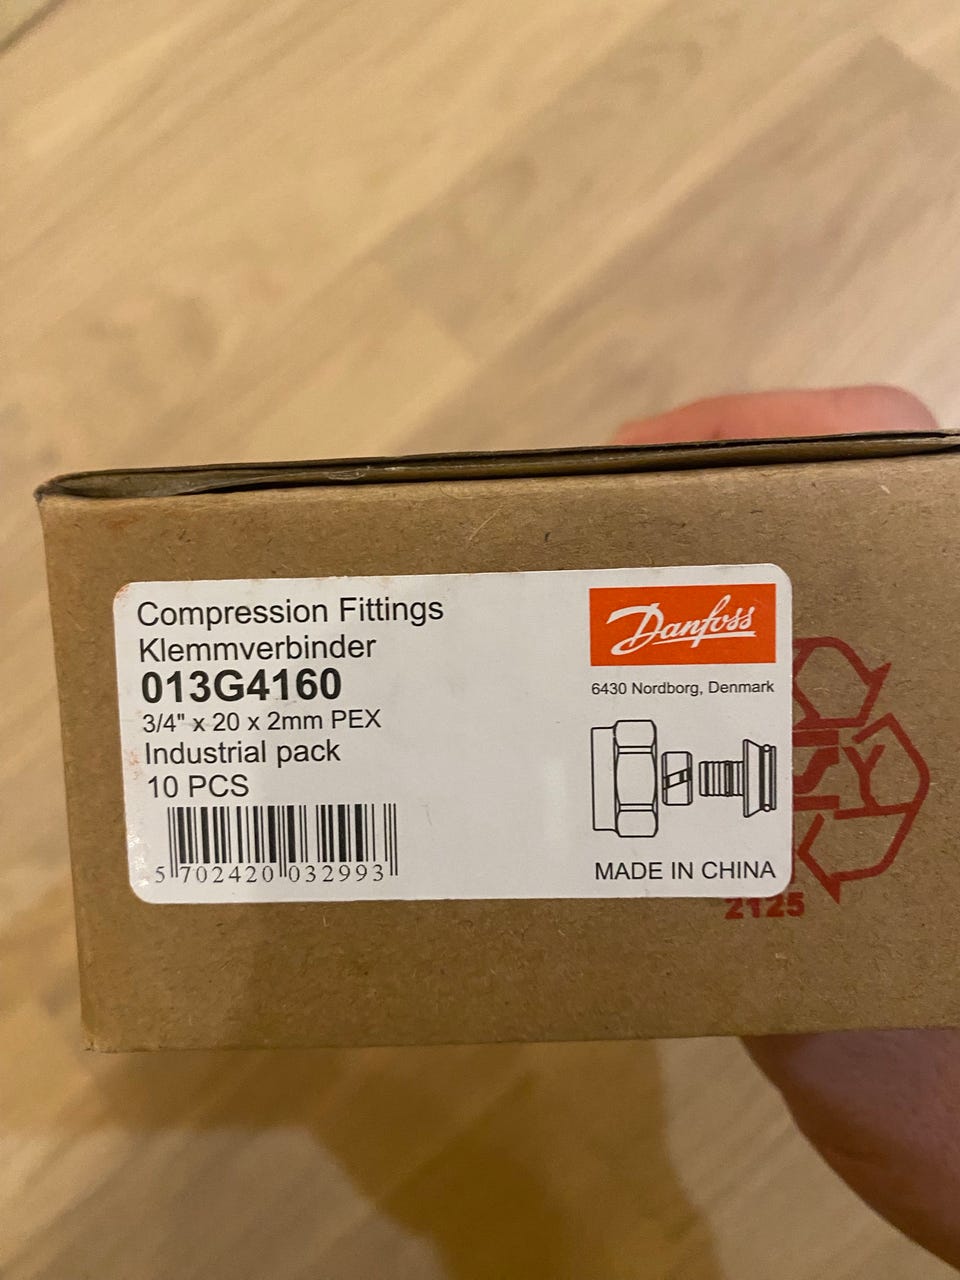 Compression Fittings
Klemmverbinder
013G4160
3/4" x 20 x 2mm PEX
Industrial pack
10 PCS
5 702420 032993
Danfoss
6430 Nordborg, Denmark
MADE IN CHINA
2125